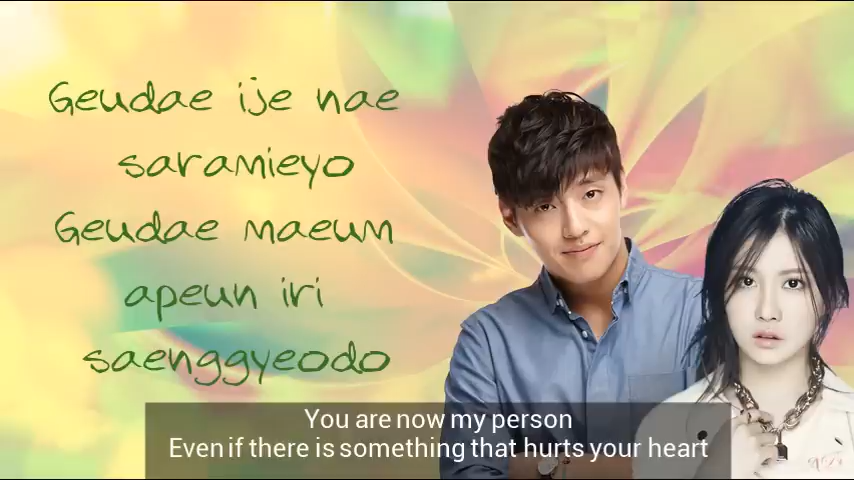 Geudae ije nae
saramieyo
Geudae maeum
apeun iri
saenggyeodo
You are now my person
Even if there is something that hurts your heart